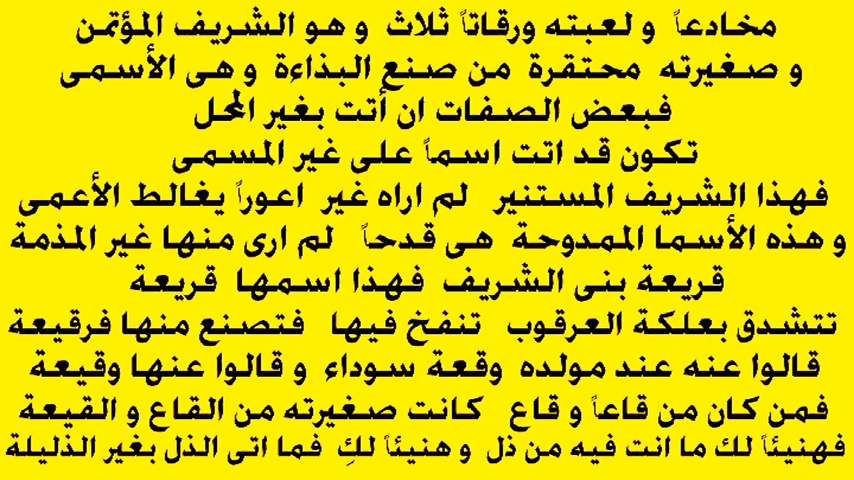 مخادعاً و لعبته ورقاتاً ثلاث و هو الشريف المؤتمن
و صغيرته محتقرة من صنع البذاءة و هى الأسمى
فبعض الصفات ان أتت بغير المحل
تكون قد اتت اسماً على غير المسمى
فهذا الشريف المستنير لم اراه غير اعوراً يغالط الأعمى
و هذه الأسما الممدوحة هى قدحاً لم ارى منها غير المذمة
قريعة بنى الشريف فهذا اسمها قريعة
تتشدق بعلكة العرقوب تنفخ فيها فتصنع منها فرقيعة
قالوا عنه عند مولده وقعة سوداء و قالوا عنها وقيعة
فمن كان من قاعاً و قاع كانت صغيرته من القاع و القيعة
فهنيئاً لك ما انت فيه من ذل و هنيئاً لكِ فما اتى الذل بغير الذليلة